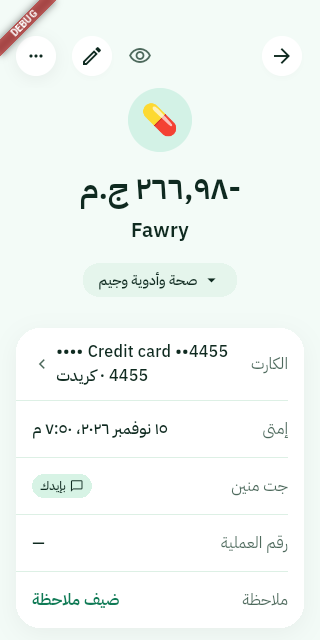 DEBUG
-٢٦٦,٩٨ ج.م
Fawry
صحة وأدوية وجيم
الكارت
•••• Credit card ••4455
كريدت · 4455
إمتى
١٥ نوفمبر ٢٠٢٦، ٧:٥٠ م
جت منين
بإيدك
رقم العملية
—
ملاحظة
ضيف ملاحظة